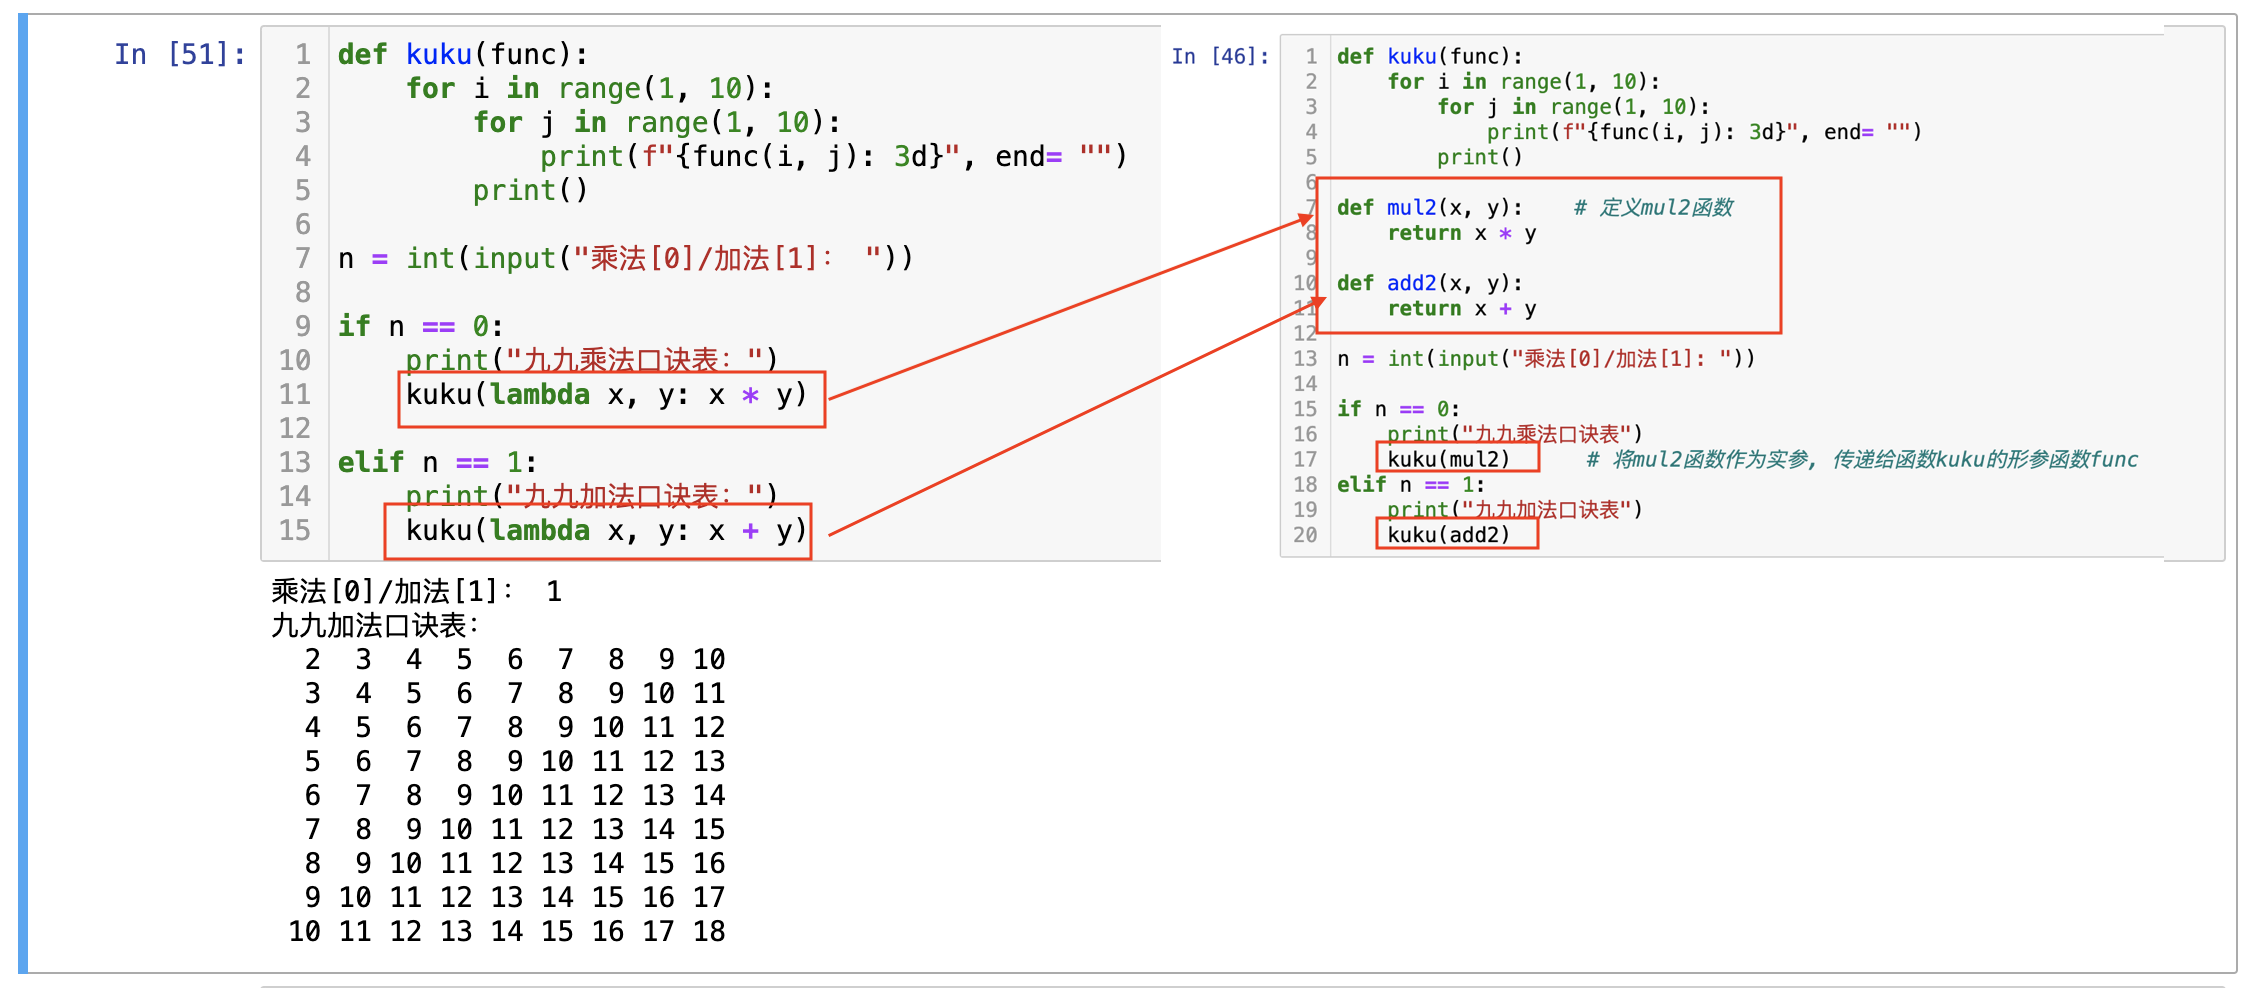 In [51]:
1 def kuku(func):
2     for i in range(1, 10):
3         for j in range(1, 10):
4             print(f"{func(i, j): 3d}", end= "")
5         print()
6
7 n = int(input("乘法[0]/加法[1]： "))
8
9 if n == 0:
10     print("九九乘法口诀表：")
11     kuku(lambda x, y: x * y)
12
13 elif n == 1:
14     print("九九加法口诀表：")
15     kuku(lambda x, y: x + y)
In [46]:
1 def kuku(func):
2     for i in range(1, 10):
3         for j in range(1, 10):
4             print(f"{func(i, j): 3d}", end= "")
5         print()
6
7 def mul2(x, y):    # 定义mul2函数
8     return x * y
9
10 def add2(x, y):
11     return x + y
12
13 n = int(input("乘法[0]/加法[1]: "))
14
15 if n == 0:
16     print("九九乘法口诀表")
17     kuku(mul2)      # 将mul2函数作为实参, 传递给函数kuku的形参函数func
18 elif n == 1:
19     print("九九加法口诀表")
20     kuku(add2)
乘法[0]/加法[1]： 1
九九加法口诀表：
  2  3  4  5  6  7  8  9 10
  3  4  5  6  7  8  9 10 11
  4  5  6  7  8  9 10 11 12
  5  6  7  8  9 10 11 12 13
  6  7  8  9 10 11 12 13 14
  7  8  9 10 11 12 13 14 15
  8  9 10 11 12 13 14 15 16
  9 10 11 12 13 14 15 16 17
 10 11 12 13 14 15 16 17 18